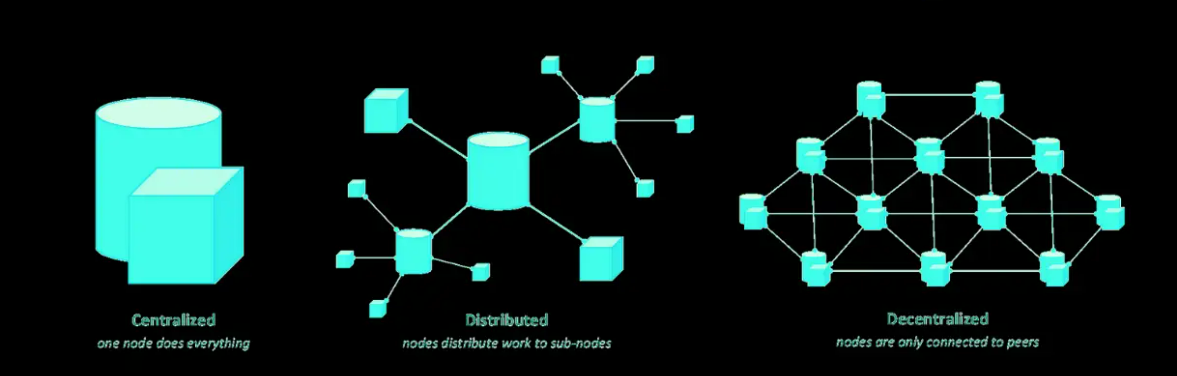 Centralized
one node does everything
Distributed
nodes distribute work to sub-nodes
Decentralized
nodes are only connected to peers